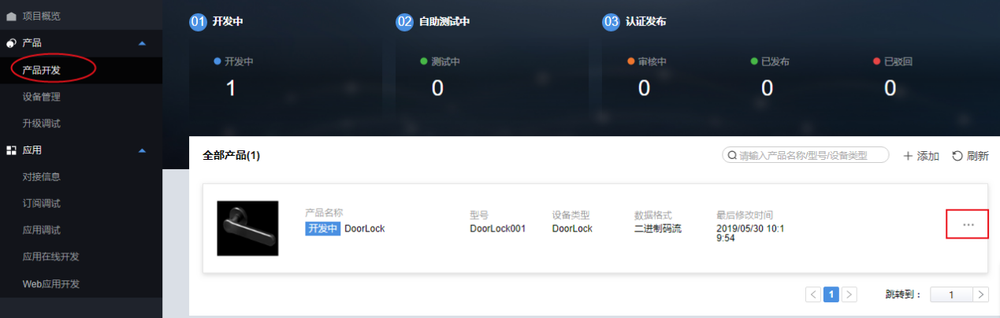 项目概览
产品
产品开发
设备管理
升级调试
应用
对接信息
订阅调试
应用调试
应用在线开发
Web应用开发
01 开发中
02 自助测试中
03 认证发布
开发中
测试中
审核中
已发布
已驳回
1
0
0
0
0
全部产品(1)
请输入产品名称/型号/设备类型
添加
刷新
产品名称
型号
设备类型
数据格式
最后修改时间
开发中 DoorLock
DoorLock001
DoorLock
二进制码流
2019/05/30 10:1
9:54
1
跳转到：
1